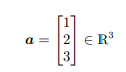 𝒂 = [1 2 3] ∈ ℝ³